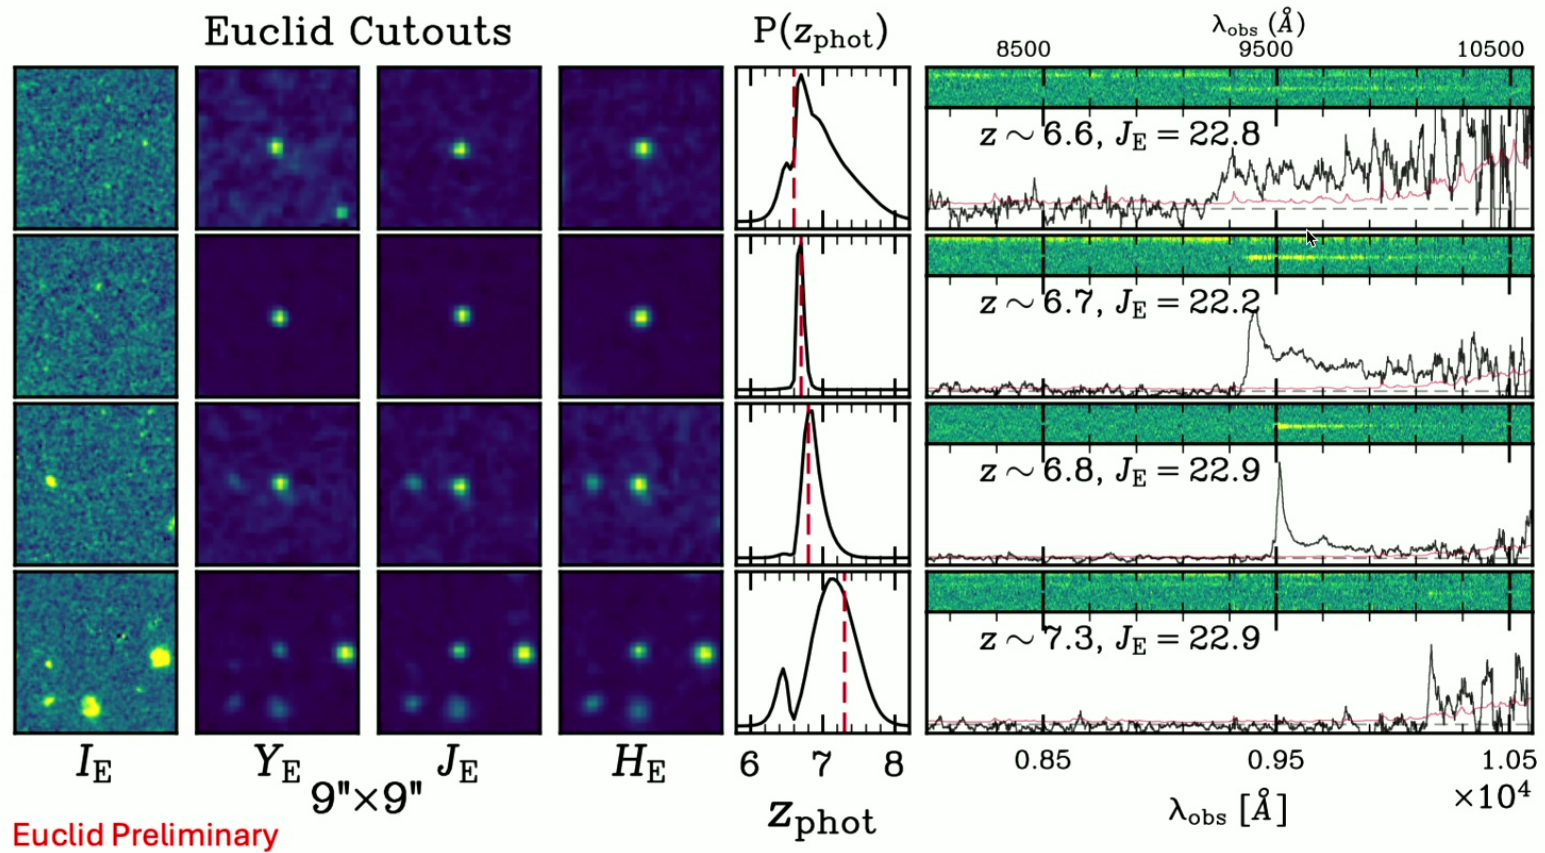 Euclid Cutouts
P(z_phot)
λ_obs (Å)
8500 9500 10500
z ∼ 6.6, J_E = 22.8
z ∼ 6.7, J_E = 22.2
z ∼ 6.8, J_E = 22.9
z ∼ 7.3, J_E = 22.9
I_E Y_E J_E H_E
6 7 8
0.85 0.95 1.05
×10⁴
9"×9"
z_phot
λ_obs [Å]
Euclid Preliminary